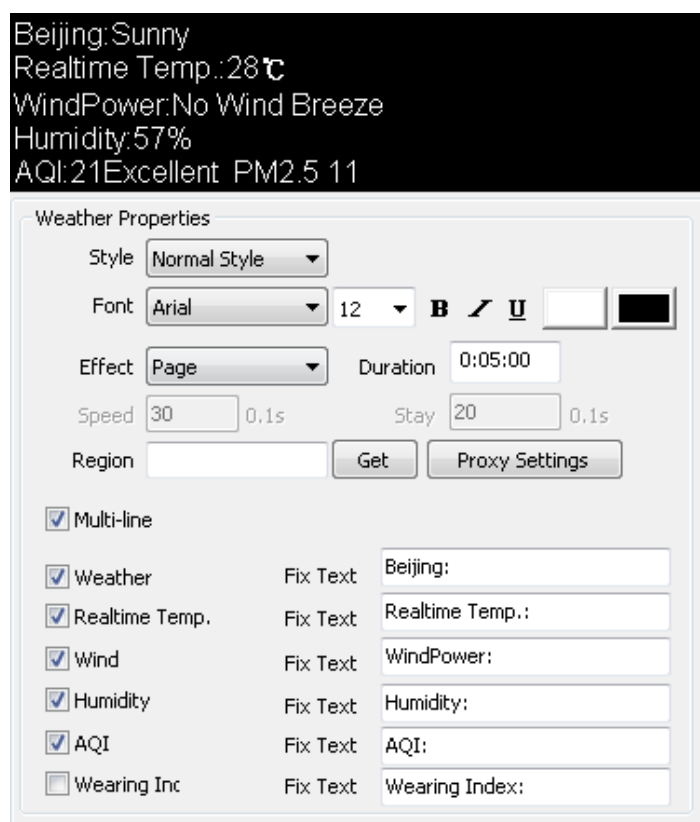 Beijing:Sunny
Realtime Temp.:28℃
WindPower:No Wind Breeze
Humidity:57%
AQI:21Excellent PM2.5 11
Weather Properties
Style Normal Style
Font Arial 12 B I U
Effect Page Duration 0:05:00
Speed 30 0.1s Stay 20 0.1s
Region Get Proxy Settings
Multi-line
Weather Fix Text Beijing:
Realtime Temp. Fix Text Realtime Temp.:
Wind Fix Text WindPower:
Humidity Fix Text Humidity:
AQI Fix Text AQI:
Wearing Inc Fix Text Wearing Index: